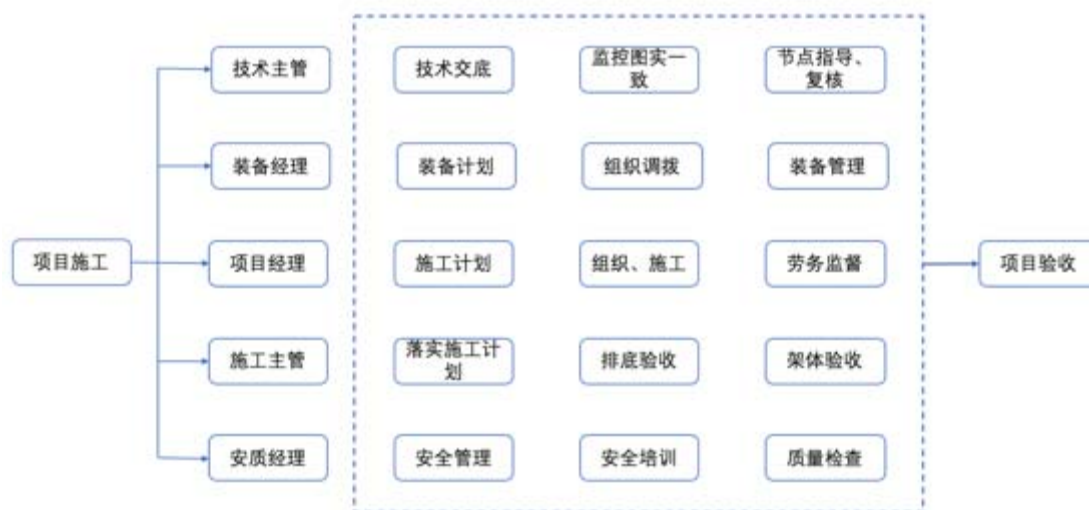 技术主管
技术交底
监控图实一
致
节点指导、
复核
装备经理
装备计划
组织调拨
装备管理
项目施工
项目经理
施工计划
组织、施工
劳务监督
项目验收
施工主管
落实施工计
划
排底验收
架体验收
安质经理
安全管理
安全培训
质量检查